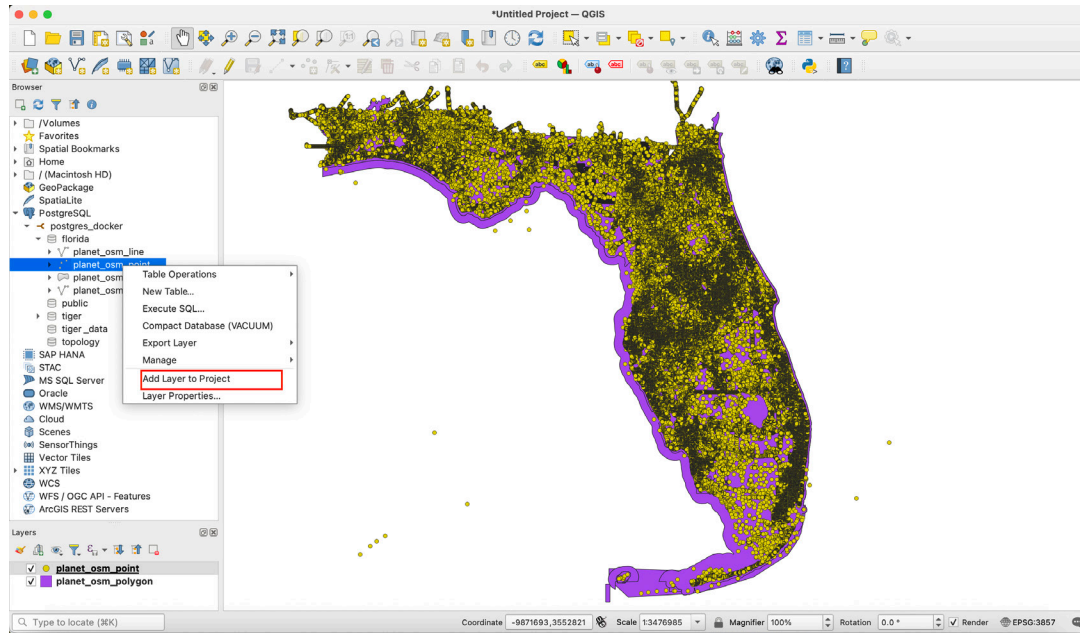 *Untitled Project — QGIS
Browser
/Volumes
Favorites
Spatial Bookmarks
Home
/ (Macintosh HD)
GeoPackage
SpatiaLite
PostgreSQL
postgres_docker
florida
planet_osm_line
planet_osm_point
planet_osm
planet_osm
public
tiger
tiger_data
topology
SAP HANA
STAC
MS SQL Server
Oracle
WMS/WMTS
Cloud
Scenes
SensorThings
Vector Tiles
XYZ Tiles
WCS
WFS / OGC API - Features
ArcGIS REST Servers
Table Operations
New Table...
Execute SQL...
Compact Database (VACUUM)
Export Layer
Manage
Add Layer to Project
Layer Properties...
Layers
planet_osm_point
planet_osm_polygon
Type to locate (⌘K)
Coordinate -9871693,3552821 Scale 1:3476985 Magnifier 100% Rotation 0.0 ° Render EPSG:3857